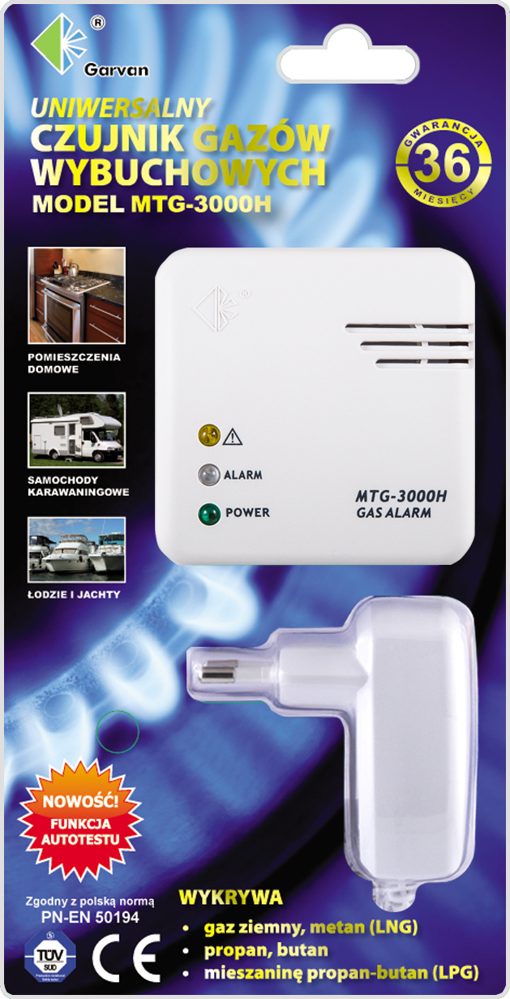 Garvan ®
UNIWERSALNY
CZUJNIK GAZÓW
WYBUCHOWYCH
MODEL MTG-3000H
GWARANCJA
36
MIESIĘCY
POMIESZCZENIA
DOMOWE
SAMOCHODY
KARAWANINGOWE
ŁODZIE I JACHTY
®
⚠
ALARM
POWER
MTG-3000H
GAS ALARM
NOWOŚĆ!
FUNKCJA
AUTOTESTU
Zgodny z polską normą
PN-EN 50194
TÜV
SÜD
CE
WYKRYWA
• gaz ziemny, metan (LNG)
• propan, butan
• mieszaninę propan-butan (LPG)